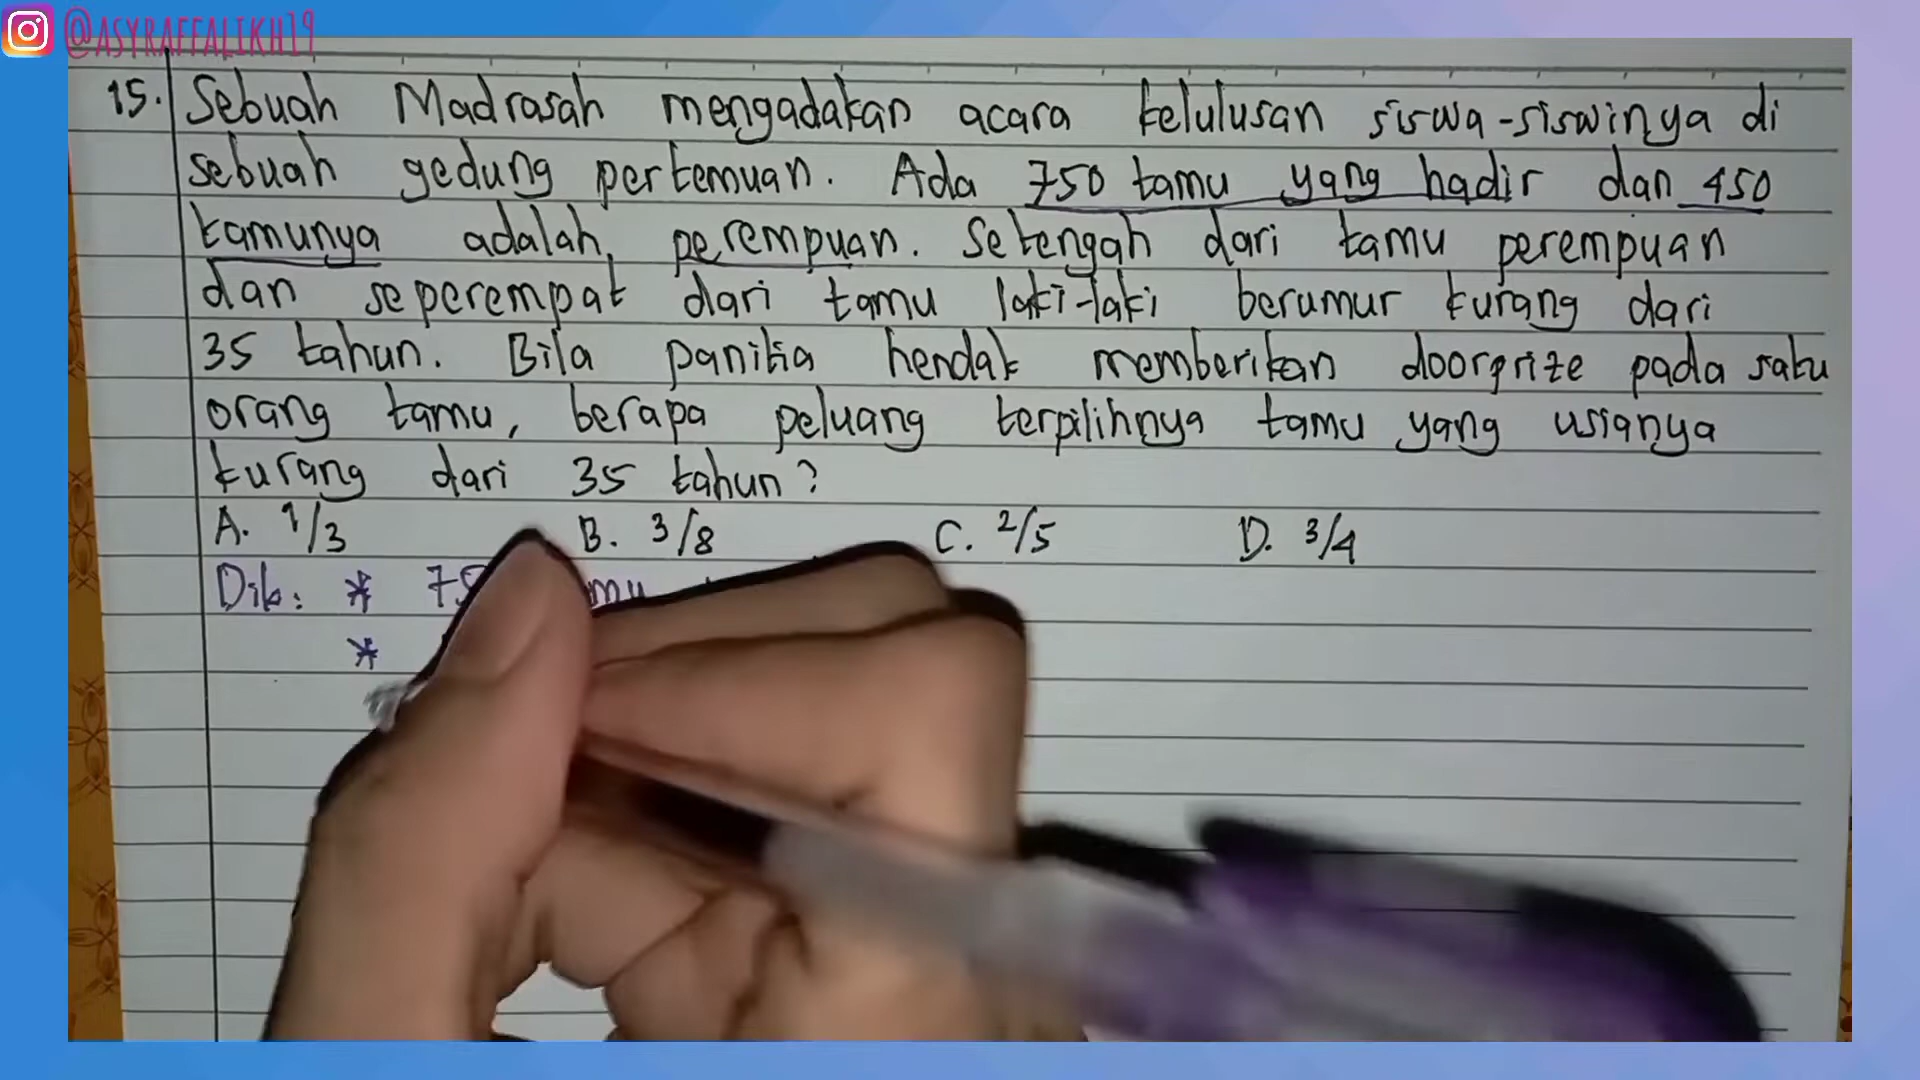 @ASYRAFFALIKH19
15. Sebuah Madrasah mengadakan acara kelulusan siswa-siswinya di
sebuah gedung pertemuan. Ada 750 tamu yang hadir dan 450
tamunya adalah perempuan. Setengah dari tamu perempuan
dan seperempat dari tamu laki-laki berumur kurang dari
35 tahun. Bila panitia hendak memberikan doorprize pada satu
orang tamu, berapa peluang terpilihnya tamu yang usianya
kurang dari 35 tahun?
A. 1/3 B. 3/8 C. 2/5 D. 3/4
Dik: *
*